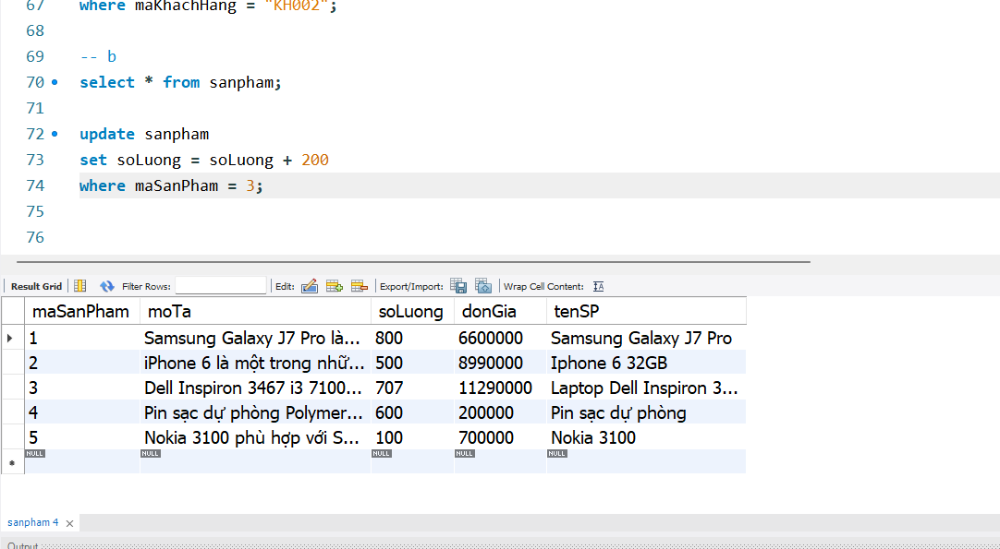 67 where maKhachHang = "KH002";
68
69 -- b
70 select * from sanpham;
71
72 update sanpham
73 set soLuong = soLuong + 200
74 where maSanPham = 3;
75
76
Result Grid Filter Rows: Edit: Export/Import: Wrap Cell Content:
maSanPham moTa soLuong donGia tenSP
1 Samsung Galaxy J7 Pro là... 800 6600000 Samsung Galaxy J7 Pro
2 iPhone 6 là một trong nhữ... 500 8990000 Iphone 6 32GB
3 Dell Inspiron 3467 i3 7100... 707 11290000 Laptop Dell Inspiron 3...
4 Pin sạc dự phòng Polymer... 600 200000 Pin sạc dự phòng
5 Nokia 3100 phù hợp với S... 100 700000 Nokia 3100
NULL NULL NULL NULL NULL
sanpham 4
Output